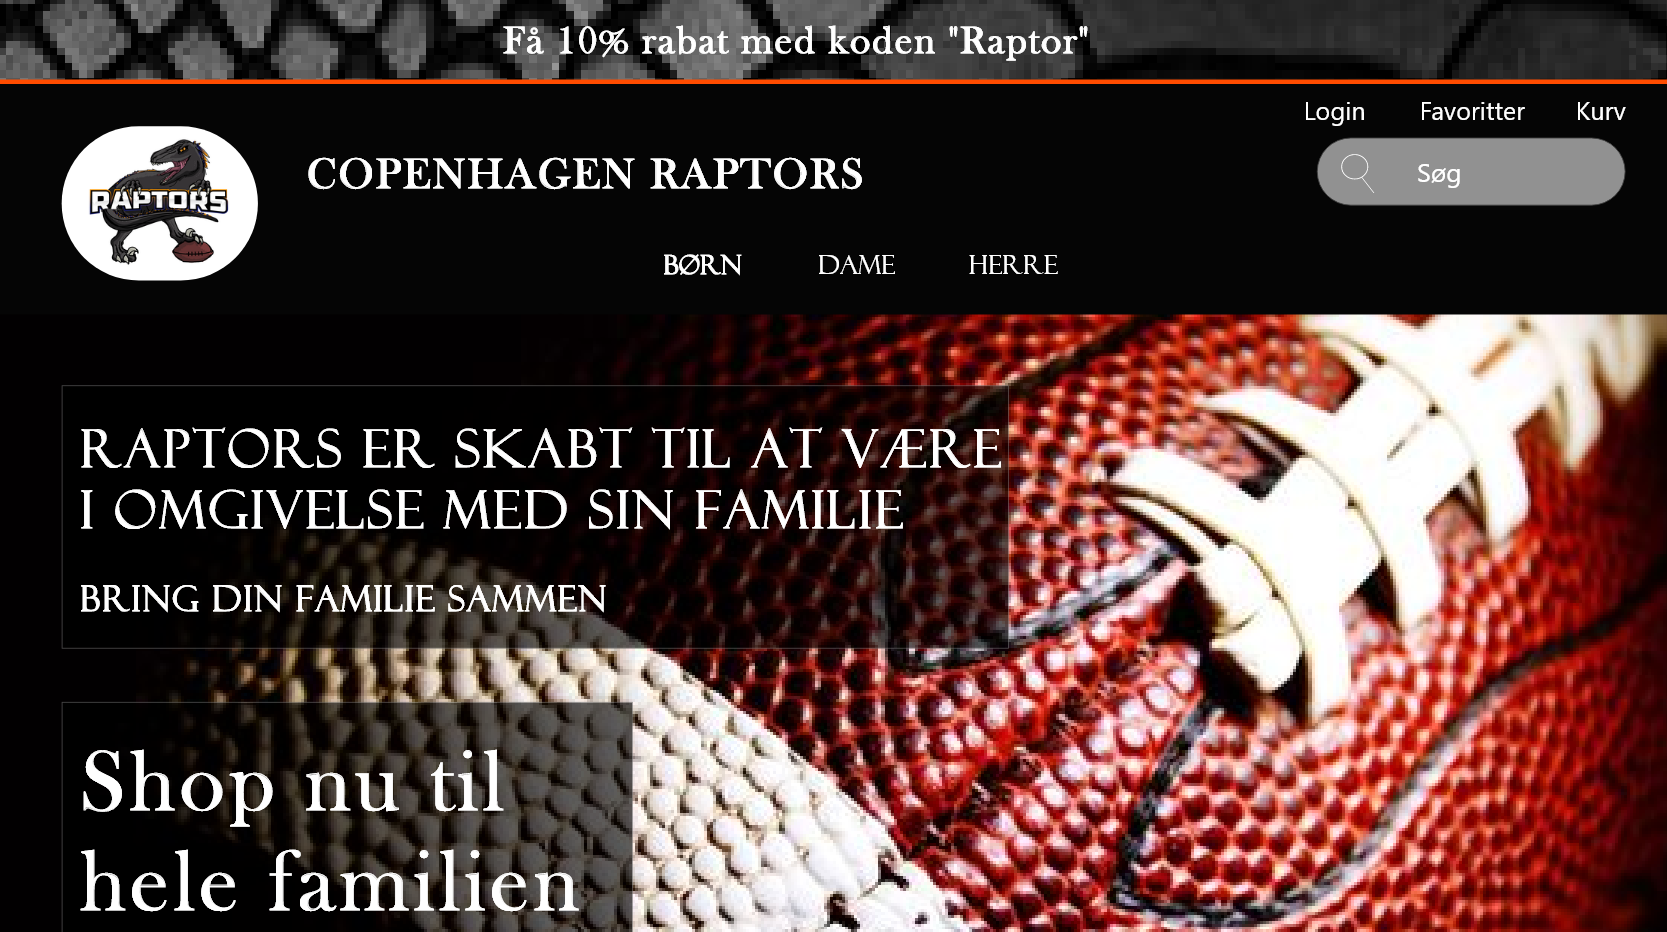 Få 10% rabat med koden "Raptor"
Login Favoritter Kurv
RAPTORS
COPENHAGEN RAPTORS
Søg
BØRN DAME HERRE
RAPTORS ER SKABT TIL AT VÆRE
I OMGIVELSE MED SIN FAMILIE
BRING DIN FAMILIE SAMMEN
Shop nu til
hele familien